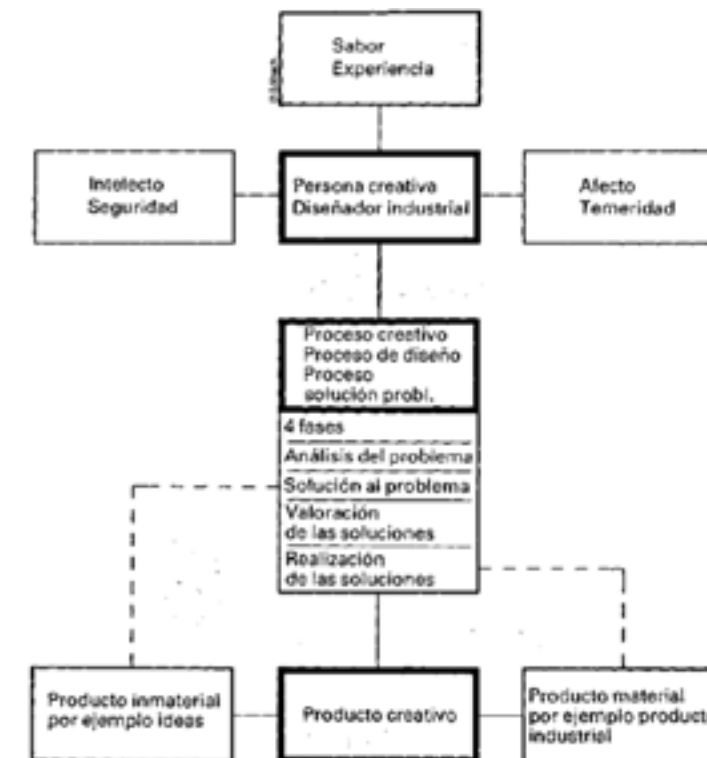 Sabor
Experiencia
Intelecto
Seguridad
Persona creativa
Diseñador industrial
Afecto
Temeridad
Proceso creativo
Proceso de diseño
Proceso
solución probl.
4 fases
Análisis del problema
Solución al problema
Valoración
de las soluciones
Realización
de las soluciones
Producto inmaterial
por ejemplo ideas
Producto creativo
Producto material
por ejemplo product
industrial